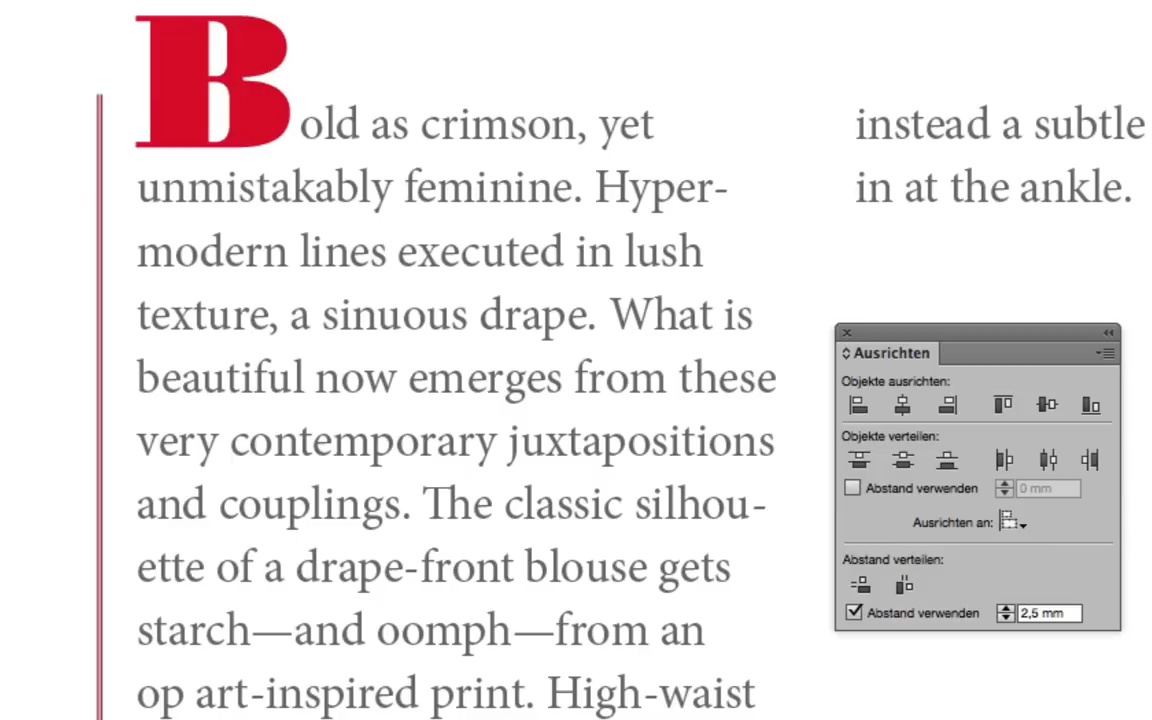 Bold as crimson, yet
unmistakably feminine. Hyper-
modern lines executed in lush
texture, a sinuous drape. What is
beautiful now emerges from these
very contemporary juxtapositions
and couplings. The classic silhou-
ette of a drape-front blouse gets
starch—and oomph—from an
op art-inspired print. High-waist
instead a subtle
in at the ankle.
Ausrichten
Objekte ausrichten:
Objekte verteilen:
Abstand verwenden 0 mm
Ausrichten an:
Abstand verteilen:
Abstand verwenden 2,5 mm